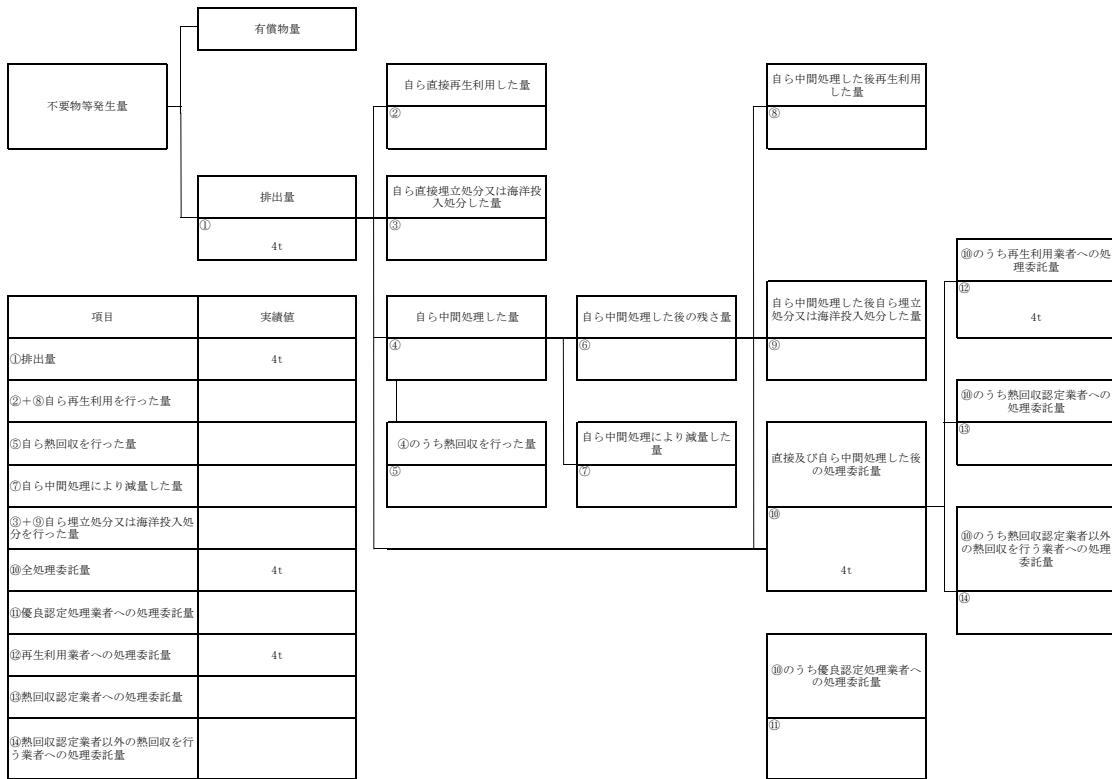 有償物量
不要物等発生量
自ら直接再生利用した量
②
自ら中間処理した後再生利用
した量
⑧
排出量
①
4t
自ら直接埋立処分又は海洋投
入処分した量
③
⑩のうち再生利用業者への処
理委託量
⑫
4t
項目
実績値
①排出量
4t
②＋⑧自ら再生利用を行った量
⑤自ら熱回収を行った量
⑦自ら中間処理により減量した量
③＋⑨自ら埋立処分又は海洋投入処
分を行った量
⑩全処理委託量
4t
⑪優良認定処理業者への処理委託量
⑫再生利用業者への処理委託量
4t
⑬熱回収認定業者への処理委託量
⑭熱回収認定業者以外の熱回収を行
う業者への処理委託量
自ら中間処理した量
④
自ら中間処理した後の残さ量
⑥
自ら中間処理した後自ら埋立
処分又は海洋投入処分した量
⑨
④のうち熱回収を行った量
⑤
自ら中間処理により減量した
量
⑦
直接及び自ら中間処理した後
の処理委託量
⑩
4t
⑩のうち熱回収認定業者への
処理委託量
⑬
⑩のうち熱回収認定業者以外
の熱回収を行う業者への処理
委託量
⑭
⑩のうち優良認定処理業者へ
の処理委託量
⑪